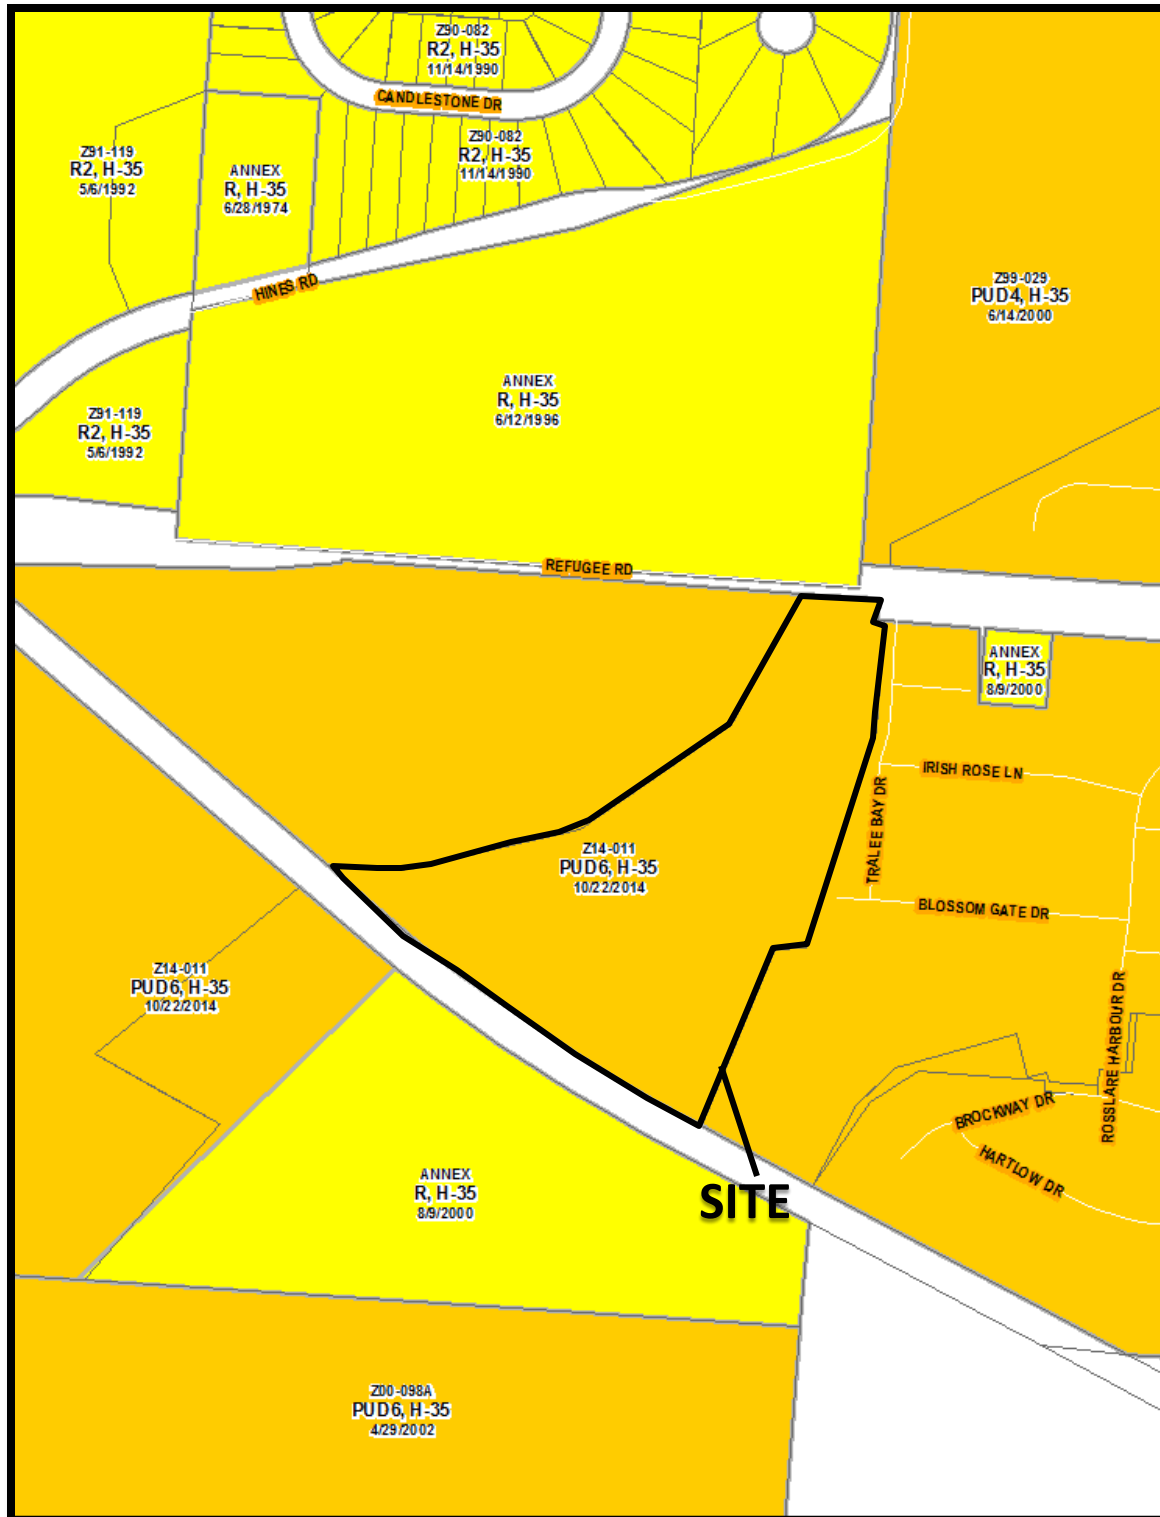 Z90-082
R2, H-35
11/14/1990
CANDLESTONE DR
Z90-082
R2, H-35
11/14/1990
Z91-119
R2, H-35
5/6/1992
ANNEX
R, H-35
6/28/1974
HINES RD
Z99-029
PUD4, H-35
6/14/2000
ANNEX
R, H-35
6/12/1996
Z91-119
R2, H-35
5/6/1992
REFUGEE RD
ANNEX
R, H-35
8/9/2000
IRISH ROSE LN
TRALEE BAY DR
Z14-011
PUD6, H-35
10/22/2014
BLOSSOM GATE DR
Z14-011
PUD6, H-35
10/22/2014
ROSSLARE HARBOUR DR
BROCKWAY DR
HARTLOW DR
ANNEX
R, H-35
8/9/2000
SITE
Z00-098A
PUD6, H-35
4/29/2002